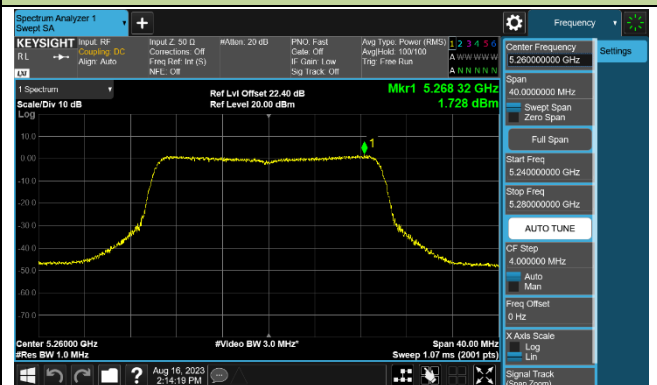 Spectrum Analyzer 1
Swept SA
Frequency
KEYSIGHT
RL
LXI
Input: RF
Coupling: DC
Align: Auto
Input Z: 50 Ω
Corrections: Off
Freq Ref: Int (S)
NFE: Off
#Atten: 20 dB
PNO: Fast
Gate: Off
IF Gain: Low
Sig Track: Off
Avg Type: Power (RMS)
Avg|Hold: 100/100
Trig: Free Run
1 2 3 4 5 6
A W W W W W
A N N N N N
1 Spectrum
Scale/Div 10 dB
Log
Ref Lvl Offset 22.40 dB
Ref Level 20.00 dBm
Mkr1 5.268 32 GHz
1.728 dBm
1
10.0
0.00
-10.0
-20.0
-30.0
-40.0
-50.0
-60.0
-70.0
Center 5.26000 GHz
#Res BW 1.0 MHz
#Video BW 3.0 MHz*
Span 40.00 MHz
Sweep 1.07 ms (2001 pts)
Center Frequency
5.260000000 GHz
Settings
Span
40.0000000 MHz
Swept Span
Zero Span
Full Span
Start Freq
5.240000000 GHz
Stop Freq
5.280000000 GHz
AUTO TUNE
CF Step
4.000000 MHz
Auto
Man
Freq Offset
0 Hz
X Axis Scale
Log
Lin
Signal Track
(Span Zoom)
?
Aug 16, 2023
2:14:19 PM